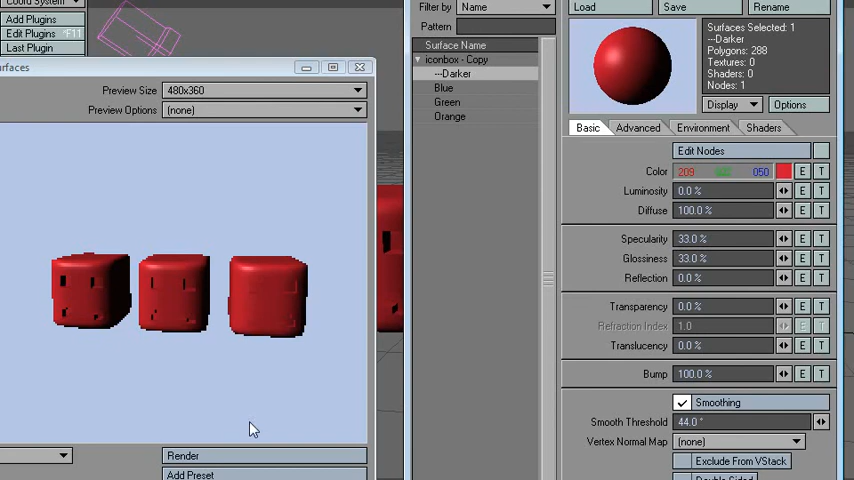 Coord System
Add Plugins
Edit Plugins ^F11
Last Plugin
urfaces
Preview Size 480x360
Preview Options (none)
Render
Add Preset
Filter by Name
Pattern
Surface Name
iconbox - Copy
---Darker
Blue
Green
Orange
Load Save Rename
Surfaces Selected: 1
---Darker
Polygons: 288
Textures: 0
Shaders: 0
Nodes: 1
Display Options
Basic Advanced Environment Shaders
Edit Nodes
Color 209 050 E T
Luminosity 0.0 % E T
Diffuse 100.0 % E T
Specularity 33.0 % E T
Glossiness 33.0 % E T
Reflection 0.0 % E T
Transparency 0.0 % E T
Refraction Index 1.0 E T
Translucency 0.0 % E T
Bump 100.0 % E T
Smoothing
Smooth Threshold 44.0 °
Vertex Normal Map (none)
Exclude From VStack
Double Sided